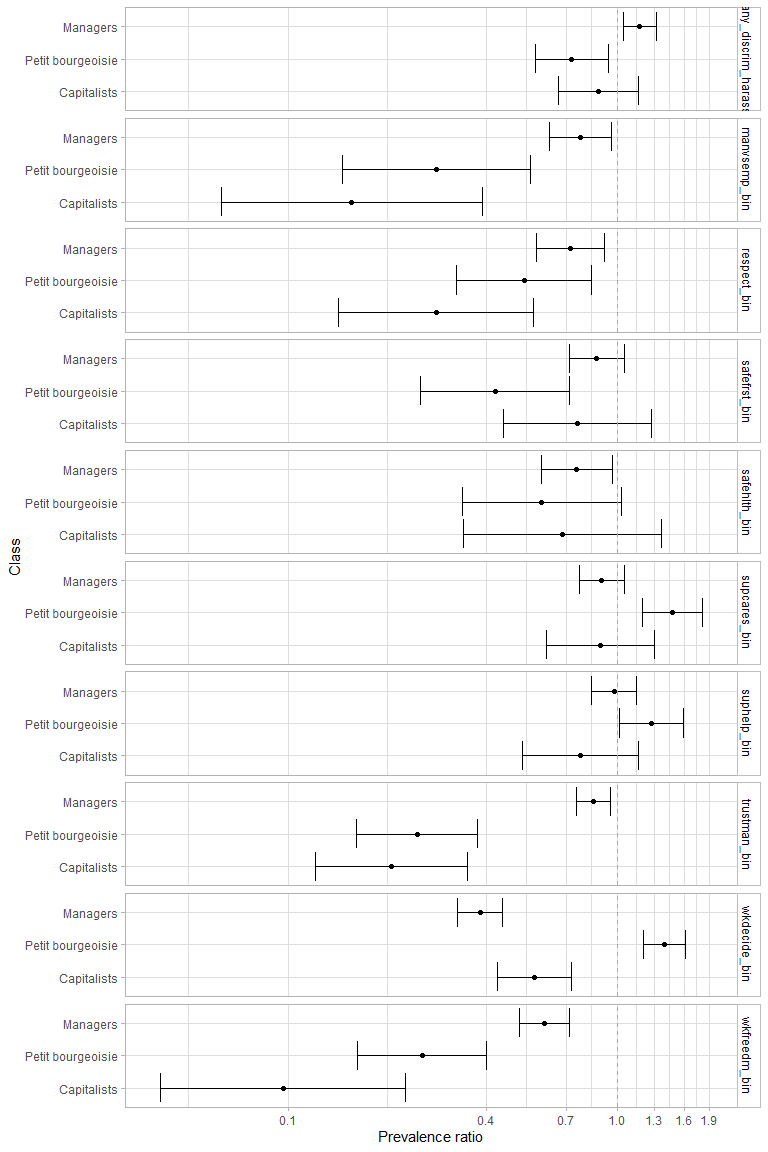 Class
Managers
Petit bourgeoisie
Capitalists
any_discrim_harass
Managers
Petit bourgeoisie
Capitalists
manvsemp_bin
Managers
Petit bourgeoisie
Capitalists
respect_bin
Managers
Petit bourgeoisie
Capitalists
safefrst_bin
Managers
Petit bourgeoisie
Capitalists
safehlth_bin
Managers
Petit bourgeoisie
Capitalists
supcares_bin
Managers
Petit bourgeoisie
Capitalists
suphelp_bin
Managers
Petit bourgeoisie
Capitalists
trustman_bin
Managers
Petit bourgeoisie
Capitalists
wkdecide_bin
Managers
Petit bourgeoisie
Capitalists
wkfreedm_bin
0.1 0.4 0.7 1.0 1.3 1.6 1.9
Prevalence ratio